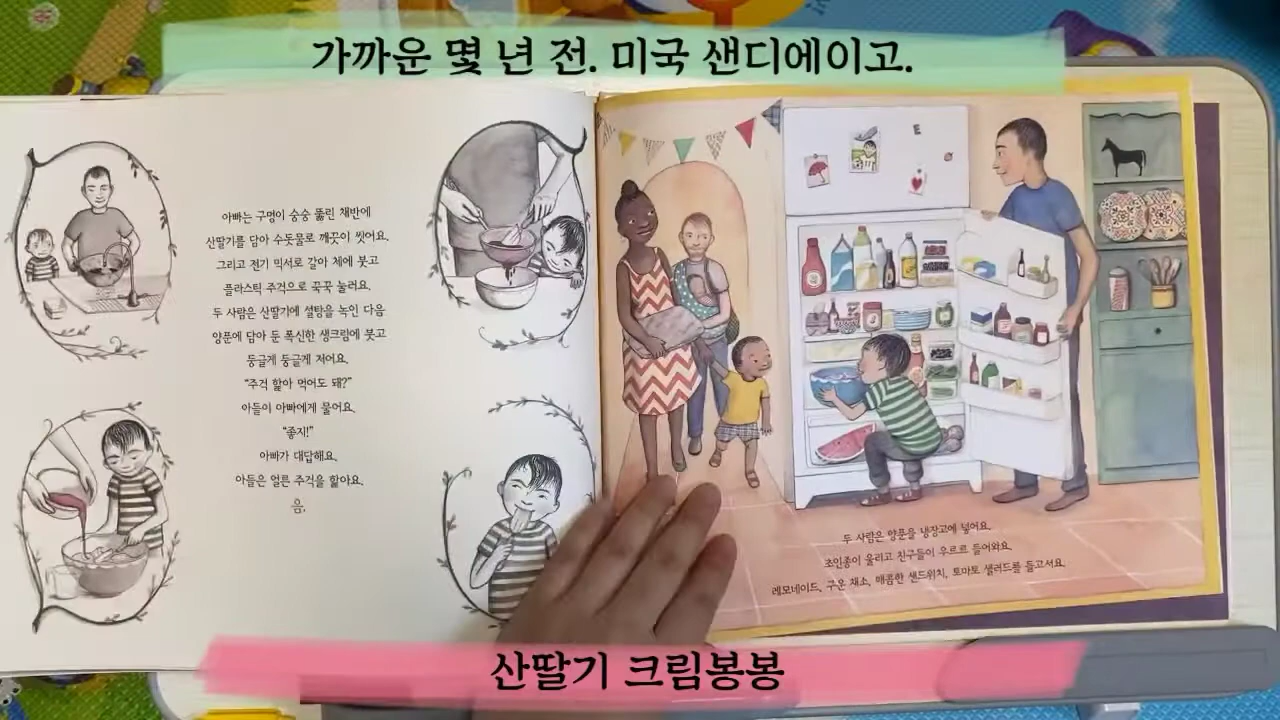 가까운 몇 년 전. 미국 샌디에이고.
아빠는 구멍이 숭숭 뚫린 채반에
산딸기를 담아 수돗물로 깨끗이 씻어요.
그리고 전기 믹서로 갈아 체에 붓고
플라스틱 주걱으로 꾹꾹 눌러요.
두 사람은 산딸기에 설탕을 녹인 다음
양푼에 담아 둔 폭신한 생크림에 붓고
둥글게 둥글게 저어요.
"주걱 핥아 먹어도 돼?"
아들이 아빠에게 물어요.
"좋지!"
아빠가 대답해요.
아들은 얼른 주걱을 핥아요.
음,
E
두 사람은 양푼을 냉장고에 넣어요.
초인종이 울리고 친구들이 우르르 들어와요.
레모네이드, 구운 채소, 매콤한 샌드위치, 토마토 샐러드를 들고서요.
산딸기 크림봉봉